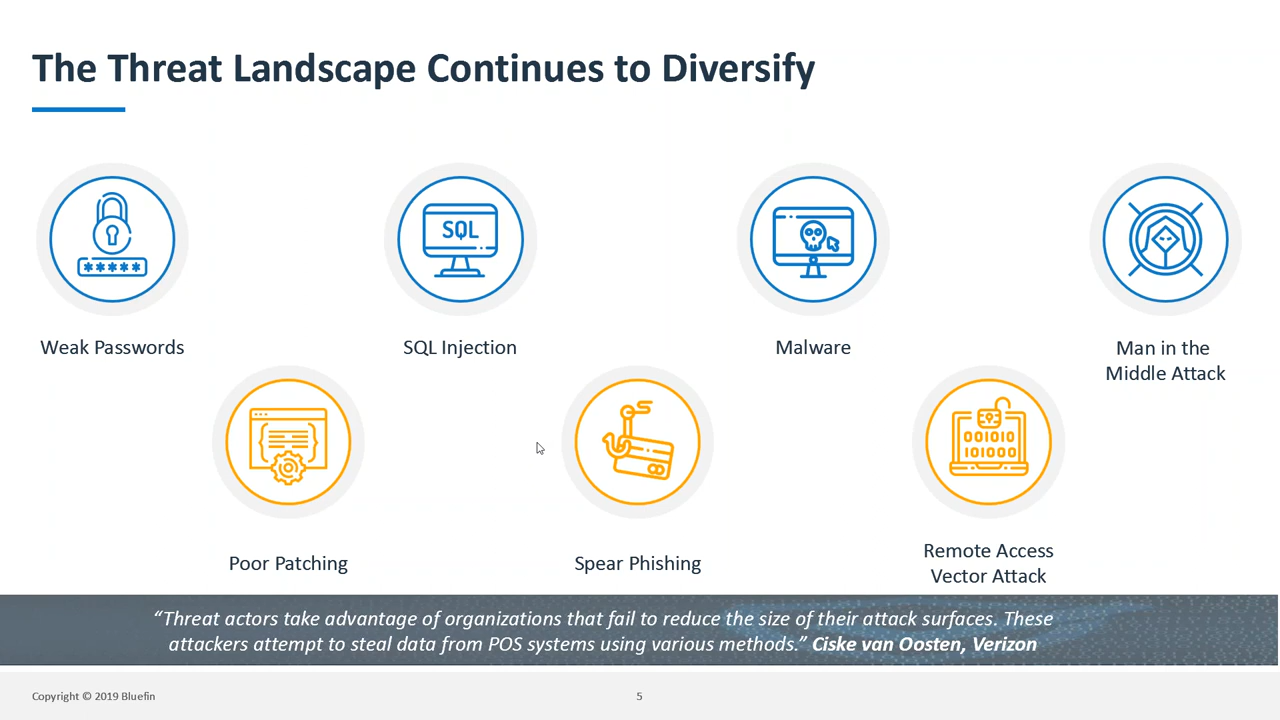 The Threat Landscape Continues to Diversify
SQL
*****
Weak Passwords
SQL Injection
Malware
Man in the
Middle Attack
001010
101000
Poor Patching
Spear Phishing
Remote Access
Vector Attack
“Threat actors take advantage of organizations that fail to reduce the size of their attack surfaces. These
attackers attempt to steal data from POS systems using various methods.” Ciske van Oosten, Verizon
Copyright © 2019 Bluefin
5